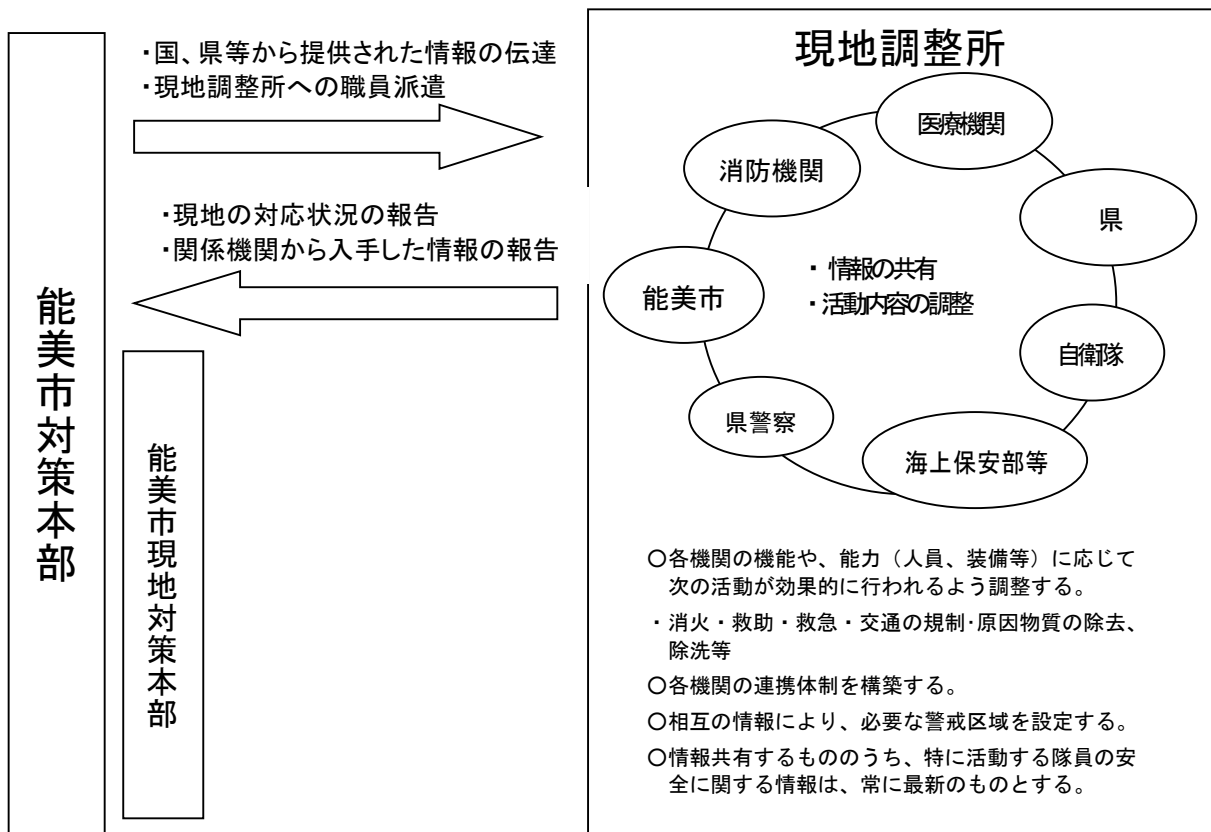 能美市対策本部
能美市現地対策本部
・国、県等から提供された情報の伝達
・現地調整所への職員派遣
・現地の対応状況の報告
・関係機関から入手した情報の報告
現地調整所
医療機関
消防機関
県
能美市
・ 情報の共有
・活動内容の調整
自衛隊
県警察
海上保安部等
○各機関の機能や、能力（人員、装備等）に応じて
次の活動が効果的に行われるよう調整する。
・消火・救助・救急・交通の規制・原因物質の除去、
除洗等
○各機関の連携体制を構築する。
○相互の情報により、必要な警戒区域を設定する。
○情報共有するもののうち、特に活動する隊員の安
全に関する情報は、常に最新のものとする。